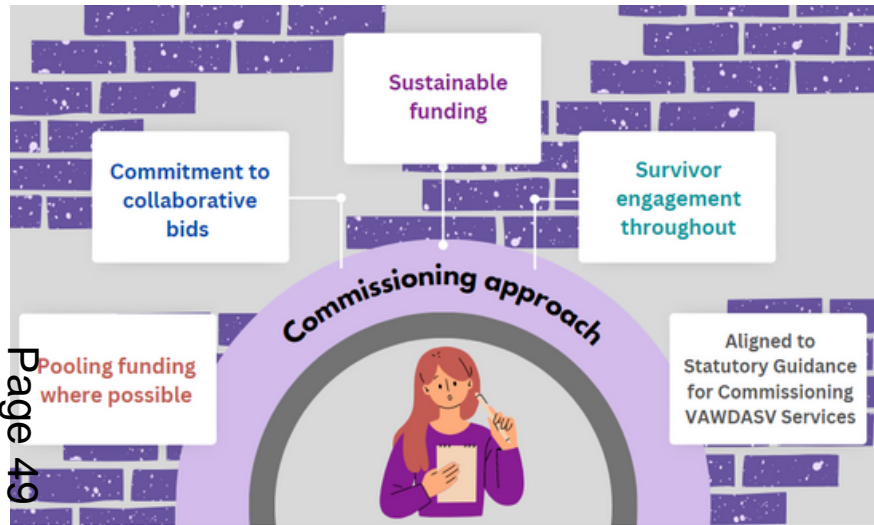 Sustainable
funding
Commitment to
collaborative
bids
Survivor
engagement
throughout
Commissioning approach
Pooling funding
where possible
Aligned to
Statutory Guidance
for Commissioning
VAWDASV Services
Page 49